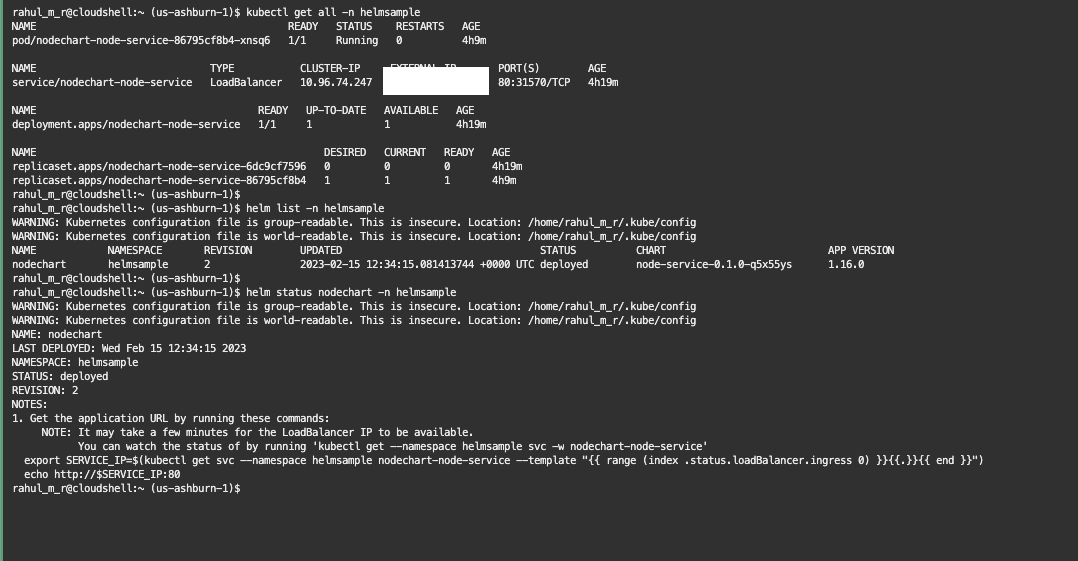 rahul_m_r@cloudshell:~ (us-ashburn-1)$ kubectl get all -n helmsample
NAME READY STATUS RESTARTS AGE
pod/nodechart-node-service-86795cf8b4-xnsq6 1/1 Running 0 4h9m
NAME TYPE CLUSTER-IP EXTERNAL-IP PORT(S) AGE
service/nodechart-node-service LoadBalancer 10.96.74.247 80:31570/TCP 4h19m
NAME READY UP-TO-DATE AVAILABLE AGE
deployment.apps/nodechart-node-service 1/1 1 1 4h19m
NAME DESIRED CURRENT READY AGE
replicaset.apps/nodechart-node-service-6dc9cf7596 0 0 0 4h19m
replicaset.apps/nodechart-node-service-86795cf8b4 1 1 1 4h9m
rahul_m_r@cloudshell:~ (us-ashburn-1)$
rahul_m_r@cloudshell:~ (us-ashburn-1)$ helm list -n helmsample
WARNING: Kubernetes configuration file is group-readable. This is insecure. Location: /home/rahul_m_r/.kube/config
WARNING: Kubernetes configuration file is world-readable. This is insecure. Location: /home/rahul_m_r/.kube/config
NAME NAMESPACE REVISION UPDATED STATUS CHART APP VERSION
nodechart helmsample 2 2023-02-15 12:34:15.081413744 +0000 UTC deployed node-service-0.1.0-q5x55ys 1.16.0
rahul_m_r@cloudshell:~ (us-ashburn-1)$
rahul_m_r@cloudshell:~ (us-ashburn-1)$ helm status nodechart -n helmsample
WARNING: Kubernetes configuration file is group-readable. This is insecure. Location: /home/rahul_m_r/.kube/config
WARNING: Kubernetes configuration file is world-readable. This is insecure. Location: /home/rahul_m_r/.kube/config
NAME: nodechart
LAST DEPLOYED: Wed Feb 15 12:34:15 2023
NAMESPACE: helmsample
STATUS: deployed
REVISION: 2
NOTES:
1. Get the application URL by running these commands:
NOTE: It may take a few minutes for the LoadBalancer IP to be available.
You can watch the status of by running 'kubectl get --namespace helmsample svc -w nodechart-node-service'
export SERVICE_IP=$(kubectl get svc --namespace helmsample nodechart-node-service --template "{{ range (index .status.loadBalancer.ingress 0) }}{{.}}{{ end }}")
echo http://$SERVICE_IP:80
rahul_m_r@cloudshell:~ (us-ashburn-1)$